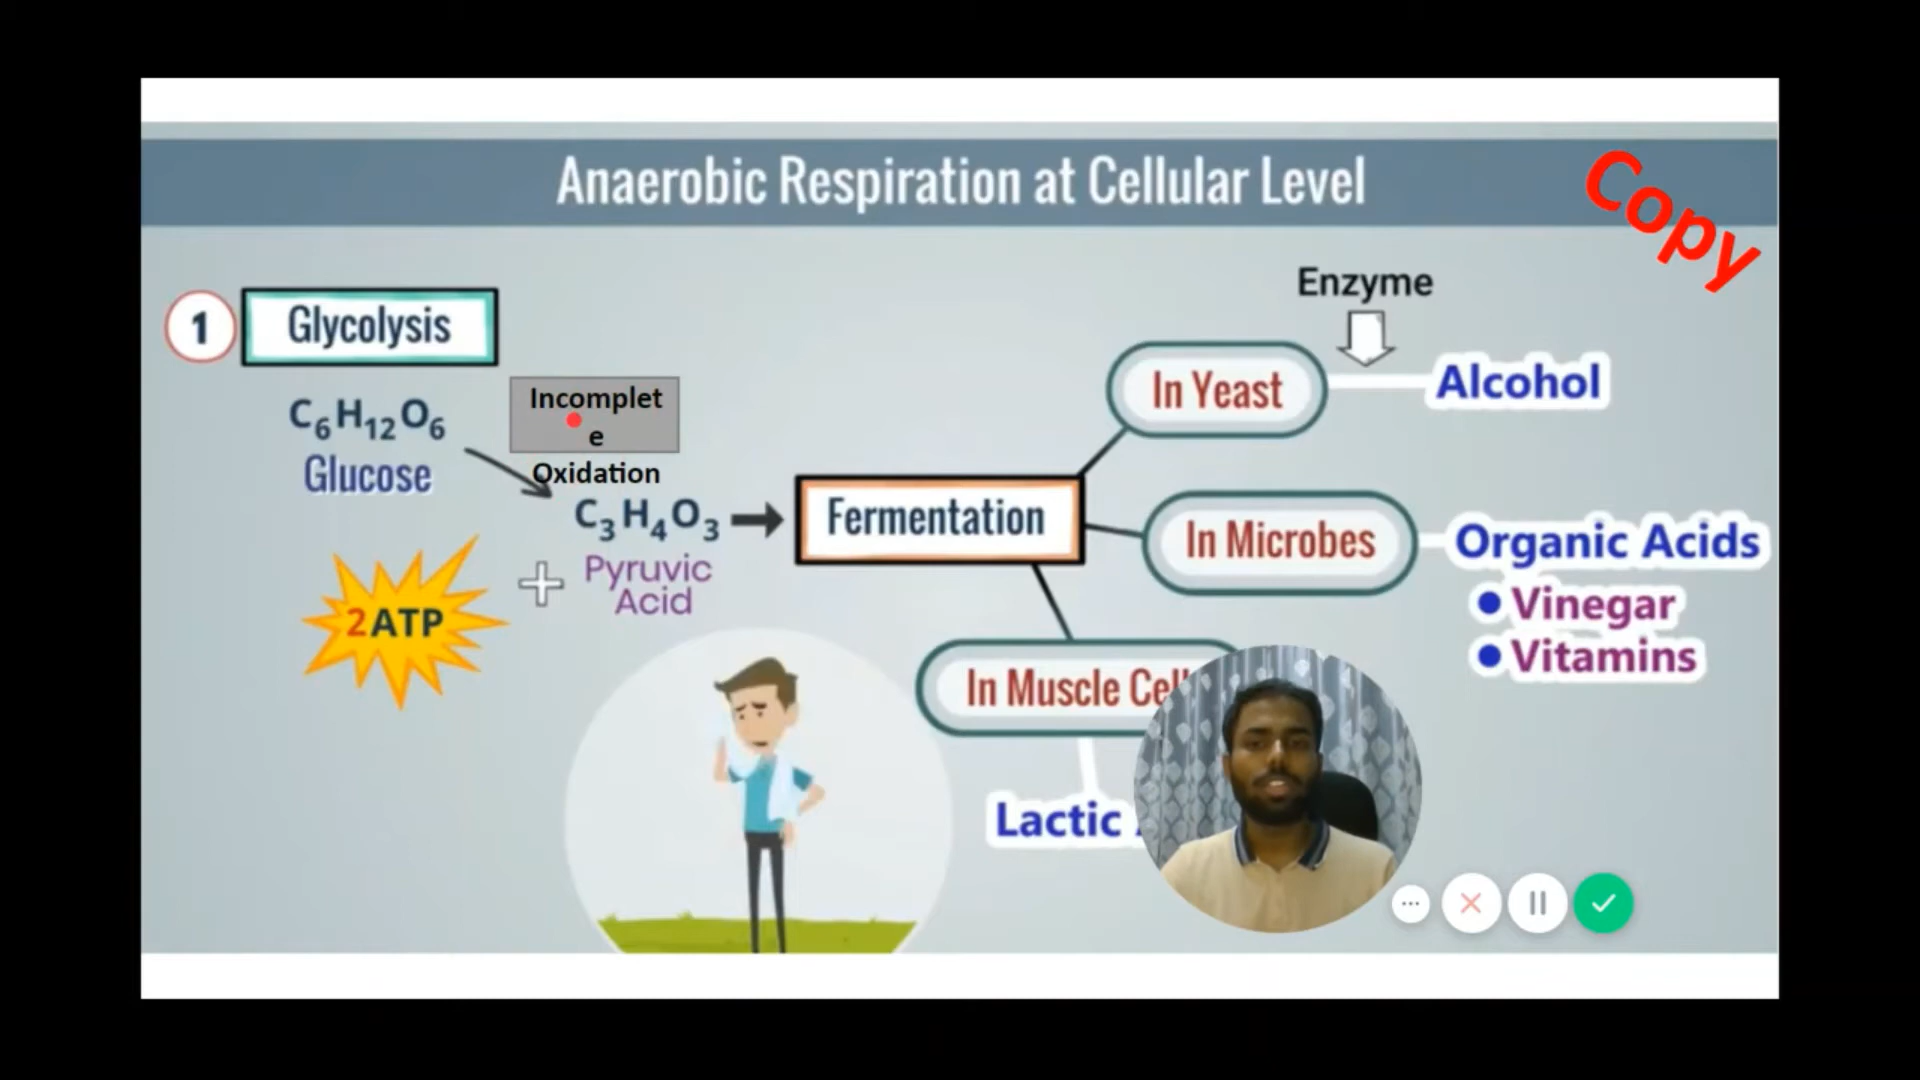 Anaerobic Respiration at Cellular Level
Copy
1
Glycolysis
C₆H₁₂O₆
Glucose
Incomplet
e
Oxidation
C₃H₄O₃
+
Pyruvic
Acid
2ATP
Fermentation
Enzyme
In Yeast
Alcohol
In Microbes
Organic Acids
● Vinegar
● Vitamins
In Muscle
Lactic